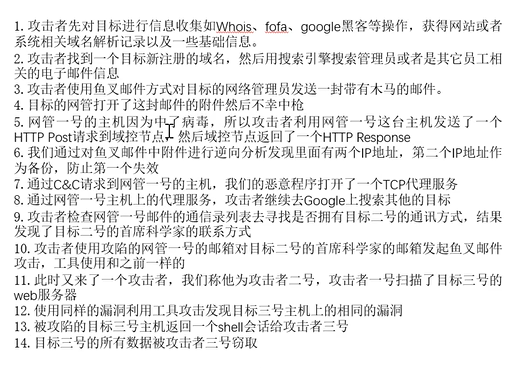 1. 攻击者先对目标进行信息收集如Whois、fofa、google黑客等操作，获得网站或者
系统相关域名解析记录以及一些基础信息。
2. 攻击者找到一个目标新注册的域名，然后用搜索引擎搜索管理员或者是其它员工相
关的电子邮件信息
3. 攻击者使用鱼叉邮件方式对目标的网络管理员发送一封带有木马的邮件。
4. 目标的网管打开了这封邮件的附件然后不幸中枪
5. 网管一号的主机因为中了病毒，所以攻击者利用网管一号这台主机发送了一个
HTTP Post请求到域控节点，然后域控节点返回了一个HTTP Response
6. 我们通过对鱼叉邮件中附件进行逆向分析发现里面有两个IP地址，第二个IP地址作
为备份，防止第一个失效
7. 通过C&C请求到网管一号的主机，我们的恶意程序打开了一个TCP代理服务
8. 通过网管一号主机上的代理服务，攻击者继续去Google上搜索其他的目标
9. 攻击者检查网管一号邮件的通信录列表去寻找是否拥有目标二号的通讯方式，结果
发现了目标二号的首席科学家的联系方式
10. 攻击者使用攻陷的网管一号的邮箱对目标二号的首席科学家的邮箱发起鱼叉邮件
攻击，工具使用和之前一样的
11. 此时又来了一个攻击者，我们称他为攻击者二号，攻击者一号扫描了目标三号的
web服务器
12. 使用同样的漏洞利用工具攻击发现目标三号主机上的相同的漏洞
13. 被攻陷的目标三号主机返回一个shell会话给攻击者三号
14. 目标三号的所有数据被攻击者三号窃取